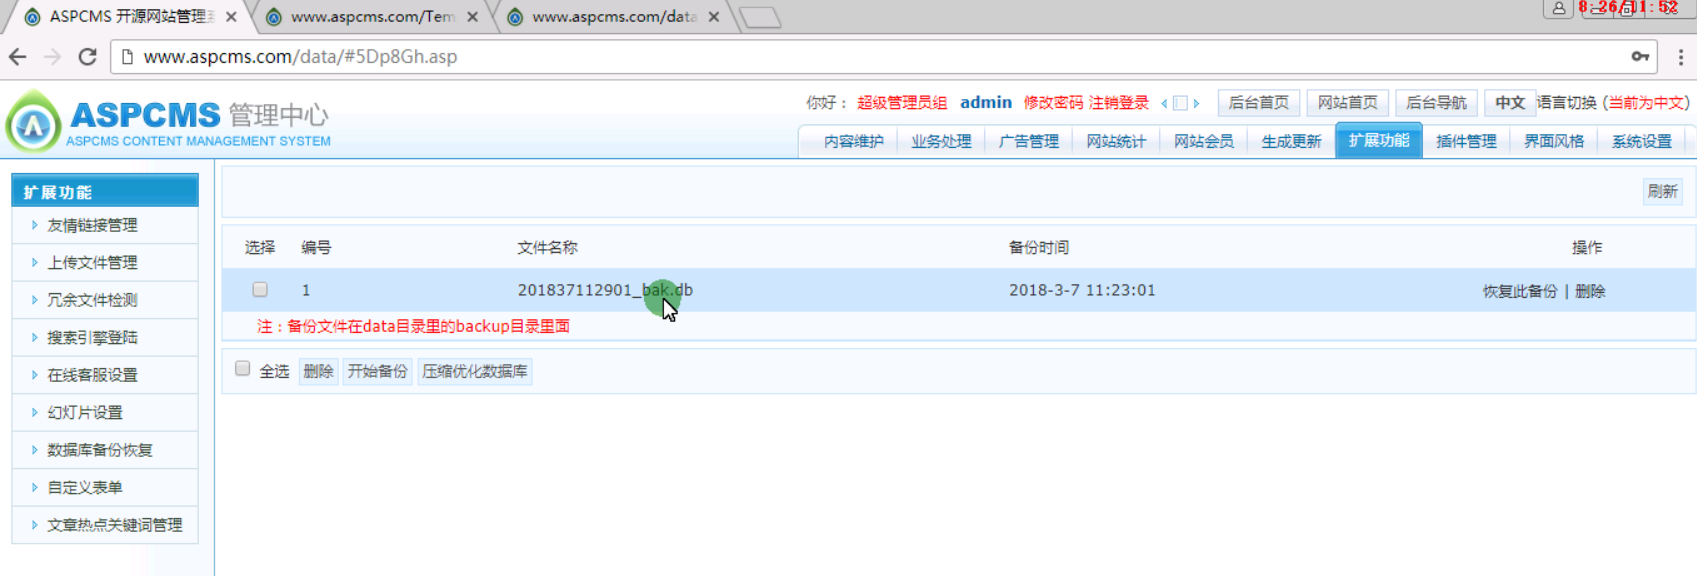 ASPCMS 开源网站管理
www.aspcms.com/Tem
www.aspcms.com/data
8:26/11:52
www.aspcms.com/data/#5Dp8Gh.asp
ASPCMS 管理中心
ASPCMS CONTENT MANAGEMENT SYSTEM
你好： 超级管理员组 admin 修改密码 注销登录 后台首页 网站首页 后台导航 中文 语言切换 (当前为中文)
内容维护 业务处理 广告管理 网站统计 网站会员 生成更新 扩展功能 插件管理 界面风格 系统设置
扩展功能
友情链接管理
上传文件管理
冗余文件检测
搜索引擎登陆
在线客服设置
幻灯片设置
数据库备份恢复
自定义表单
文章热点关键词管理
刷新
选择 编号 文件名称 备份时间 操作
1 201837112901_bak.db 2018-3-7 11:23:01 恢复此备份 | 删除
注：备份文件在data目录里的backup目录里面
全选 删除 开始备份 压缩优化数据库